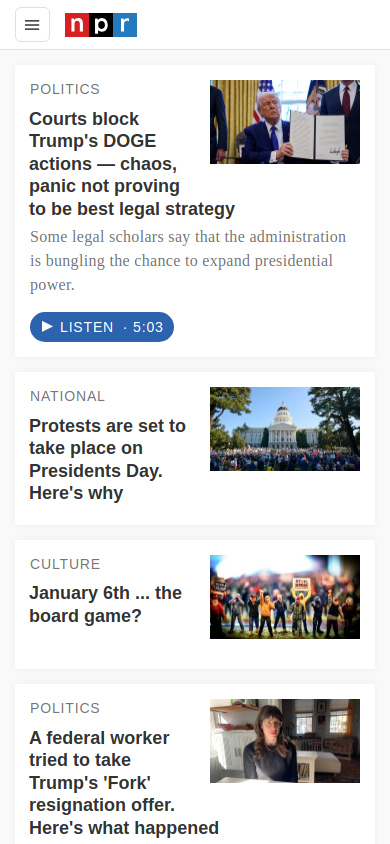 npr
POLITICS
Courts block
Trump's DOGE
actions — chaos,
panic not proving
to be best legal strategy
Some legal scholars say that the administration
is bungling the chance to expand presidential
power.
LISTEN · 5:03
NATIONAL
Protests are set to
take place on
Presidents Day.
Here's why
CULTURE
January 6th ... the
board game?
POLITICS
A federal worker
tried to take
Trump's 'Fork'
resignation offer.
Here's what happened